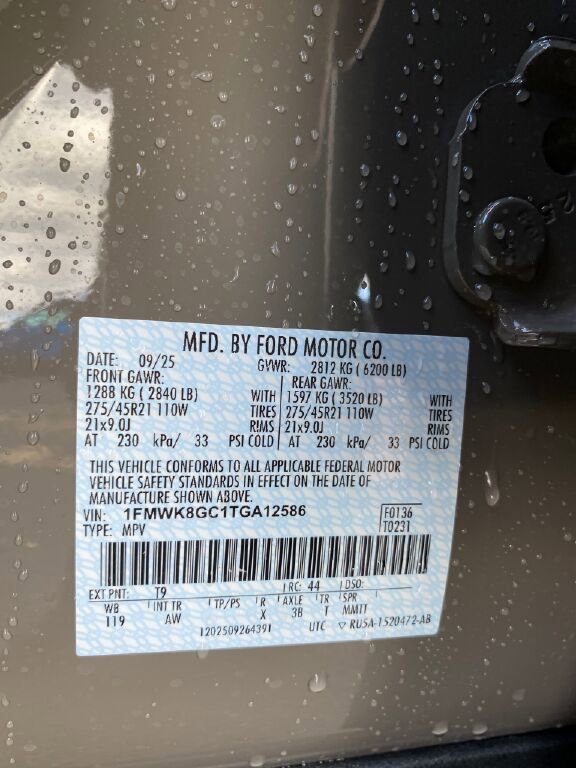 MFD. BY FORD MOTOR CO.
DATE: 09/25 GVWR: 2812 KG ( 6200 LB)
FRONT GAWR: REAR GAWR:
1288 KG ( 2840 LB) WITH 1597 KG ( 3520 LB) WITH
275/45R21 110W TIRES 275/45R21 110W TIRES
21x9.0J RIMS 21x9.0J RIMS
AT 230 kPa/ 33 PSI COLD AT 230 kPa/ 33 PSI COLD
THIS VEHICLE CONFORMS TO ALL APPLICABLE FEDERAL MOTOR
VEHICLE SAFETY STANDARDS IN EFFECT ON THE DATE OF
MANUFACTURE SHOWN ABOVE.
VIN: 1FMWK8GC1TGA12586 F0136
TYPE: MPV T0231
EXT PNT: T9 RC: 44 DSO:
WB INT TR TP/PS R AXLE TR SPR
119 AW X 3B T MMTT
1202509264391 UTC ▽ RU5A-1520472-AB